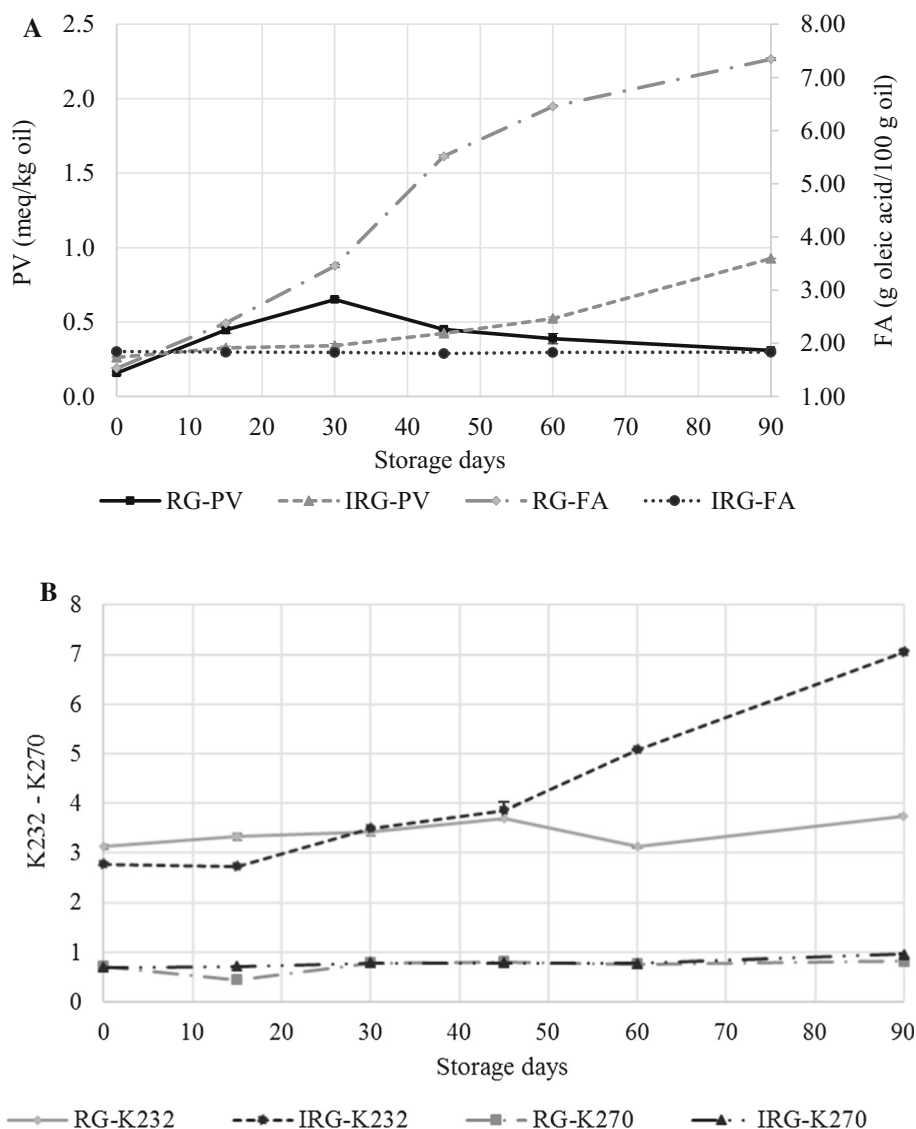 A
PV (meq/kg oil)
2.5
2.0
1.5
1.0
0.5
0.0
FA (g oleic acid/100 g oil)
8.00
7.00
6.00
5.00
4.00
3.00
2.00
1.00
0 10 20 30 40 50 60 70 80 90
Storage days
RG-PV IRG-PV RG-FA IRG-FA
B
K232 - K270
8
7
6
5
4
3
2
1
0
0 10 20 30 40 50 60 70 80 90
Storage days
RG-K232 IRG-K232 RG-K270 IRG-K270